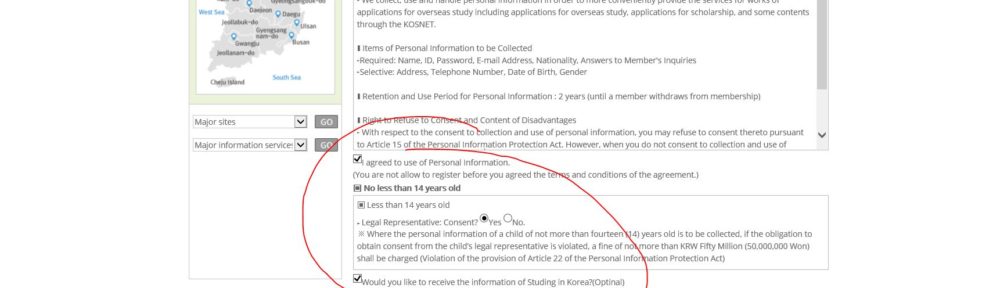 Gyeongsangbuk-do
West Sea
Daejeon
Daegu
Jeollabuk-do
Ulsan
Gyeongsang
nam-do
Busan
Gwangju
Jeollanam-do
South Sea
Cheju Island
Major sites
GO
Major information services
GO
- We collect, use and handle personal information in order to more conveniently provide the services for works of
applications for overseas study including applications for overseas study, applications for scholarship, and some contents
through the KOSNET.
Items of Personal Information to be Collected
-Required: Name, ID, Password, E-mail Address, Nationality, Answers to Member's Inquiries
-Selective: Address, Telephone Number, Date of Birth, Gender
Retention and Use Period for Personal Information : 2 years (until a member withdraws from membership)
Right to Refuse to Consent and Content of Disadvantages
- With respect to the consent to collection and use of personal information, you may refuse to consent thereto pursuant
to Article 15 of the Personal Information Protection Act. However, when you do not consent to collection and use of
I agreed to use of Personal Information.
(You are not allow to register before you agreed the terms and conditions of the agreement.)
▣ No less than 14 years old
▣ Less than 14 years old
- Legal Representative: Consent? Yes No.
※ Where the personal information of a child of not more than fourteen (14) years old is to be collected, if the obligation to
obtain consent from the child's legal representative is violated, a fine of not more than KRW Fifty Million (50,000,000 Won)
shall be charged (Violation of the provision of Article 22 of the Personal Information Protection Act)
Would you like to receive the information of Studing in Korea?(Optinal)